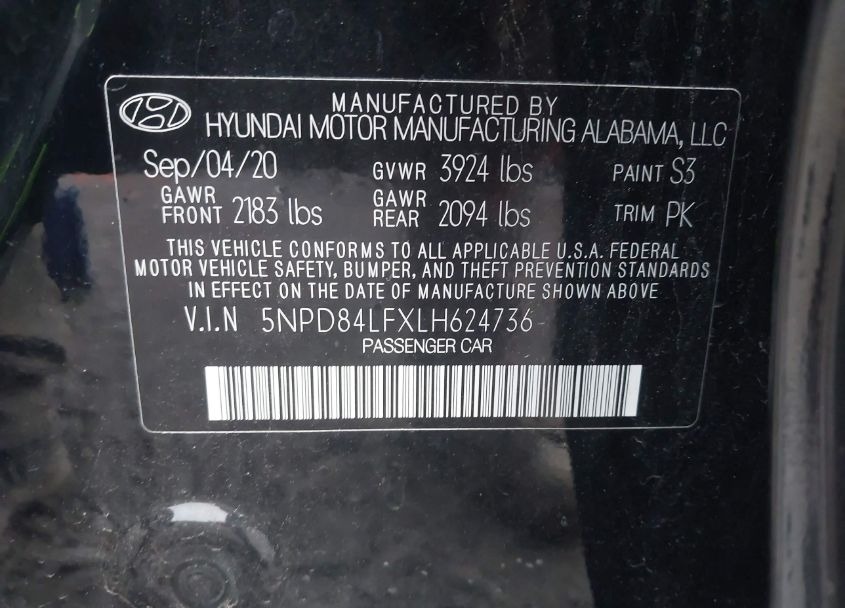 MANUFACTURED BY
HYUNDAI MOTOR MANUFACTURING ALABAMA, LLC
Sep/04/20 GVWR 3924 lbs PAINT S3
GAWR FRONT 2183 lbs GAWR REAR 2094 lbs TRIM PK
THIS VEHICLE CONFORMS TO ALL APPLICABLE U.S.A. FEDERAL
MOTOR VEHICLE SAFETY, BUMPER, AND THEFT PREVENTION STANDARDS
IN EFFECT ON THE DATE OF MANUFACTURE SHOWN ABOVE
V.I.N 5NPD84LFXLH624736
PASSENGER CAR